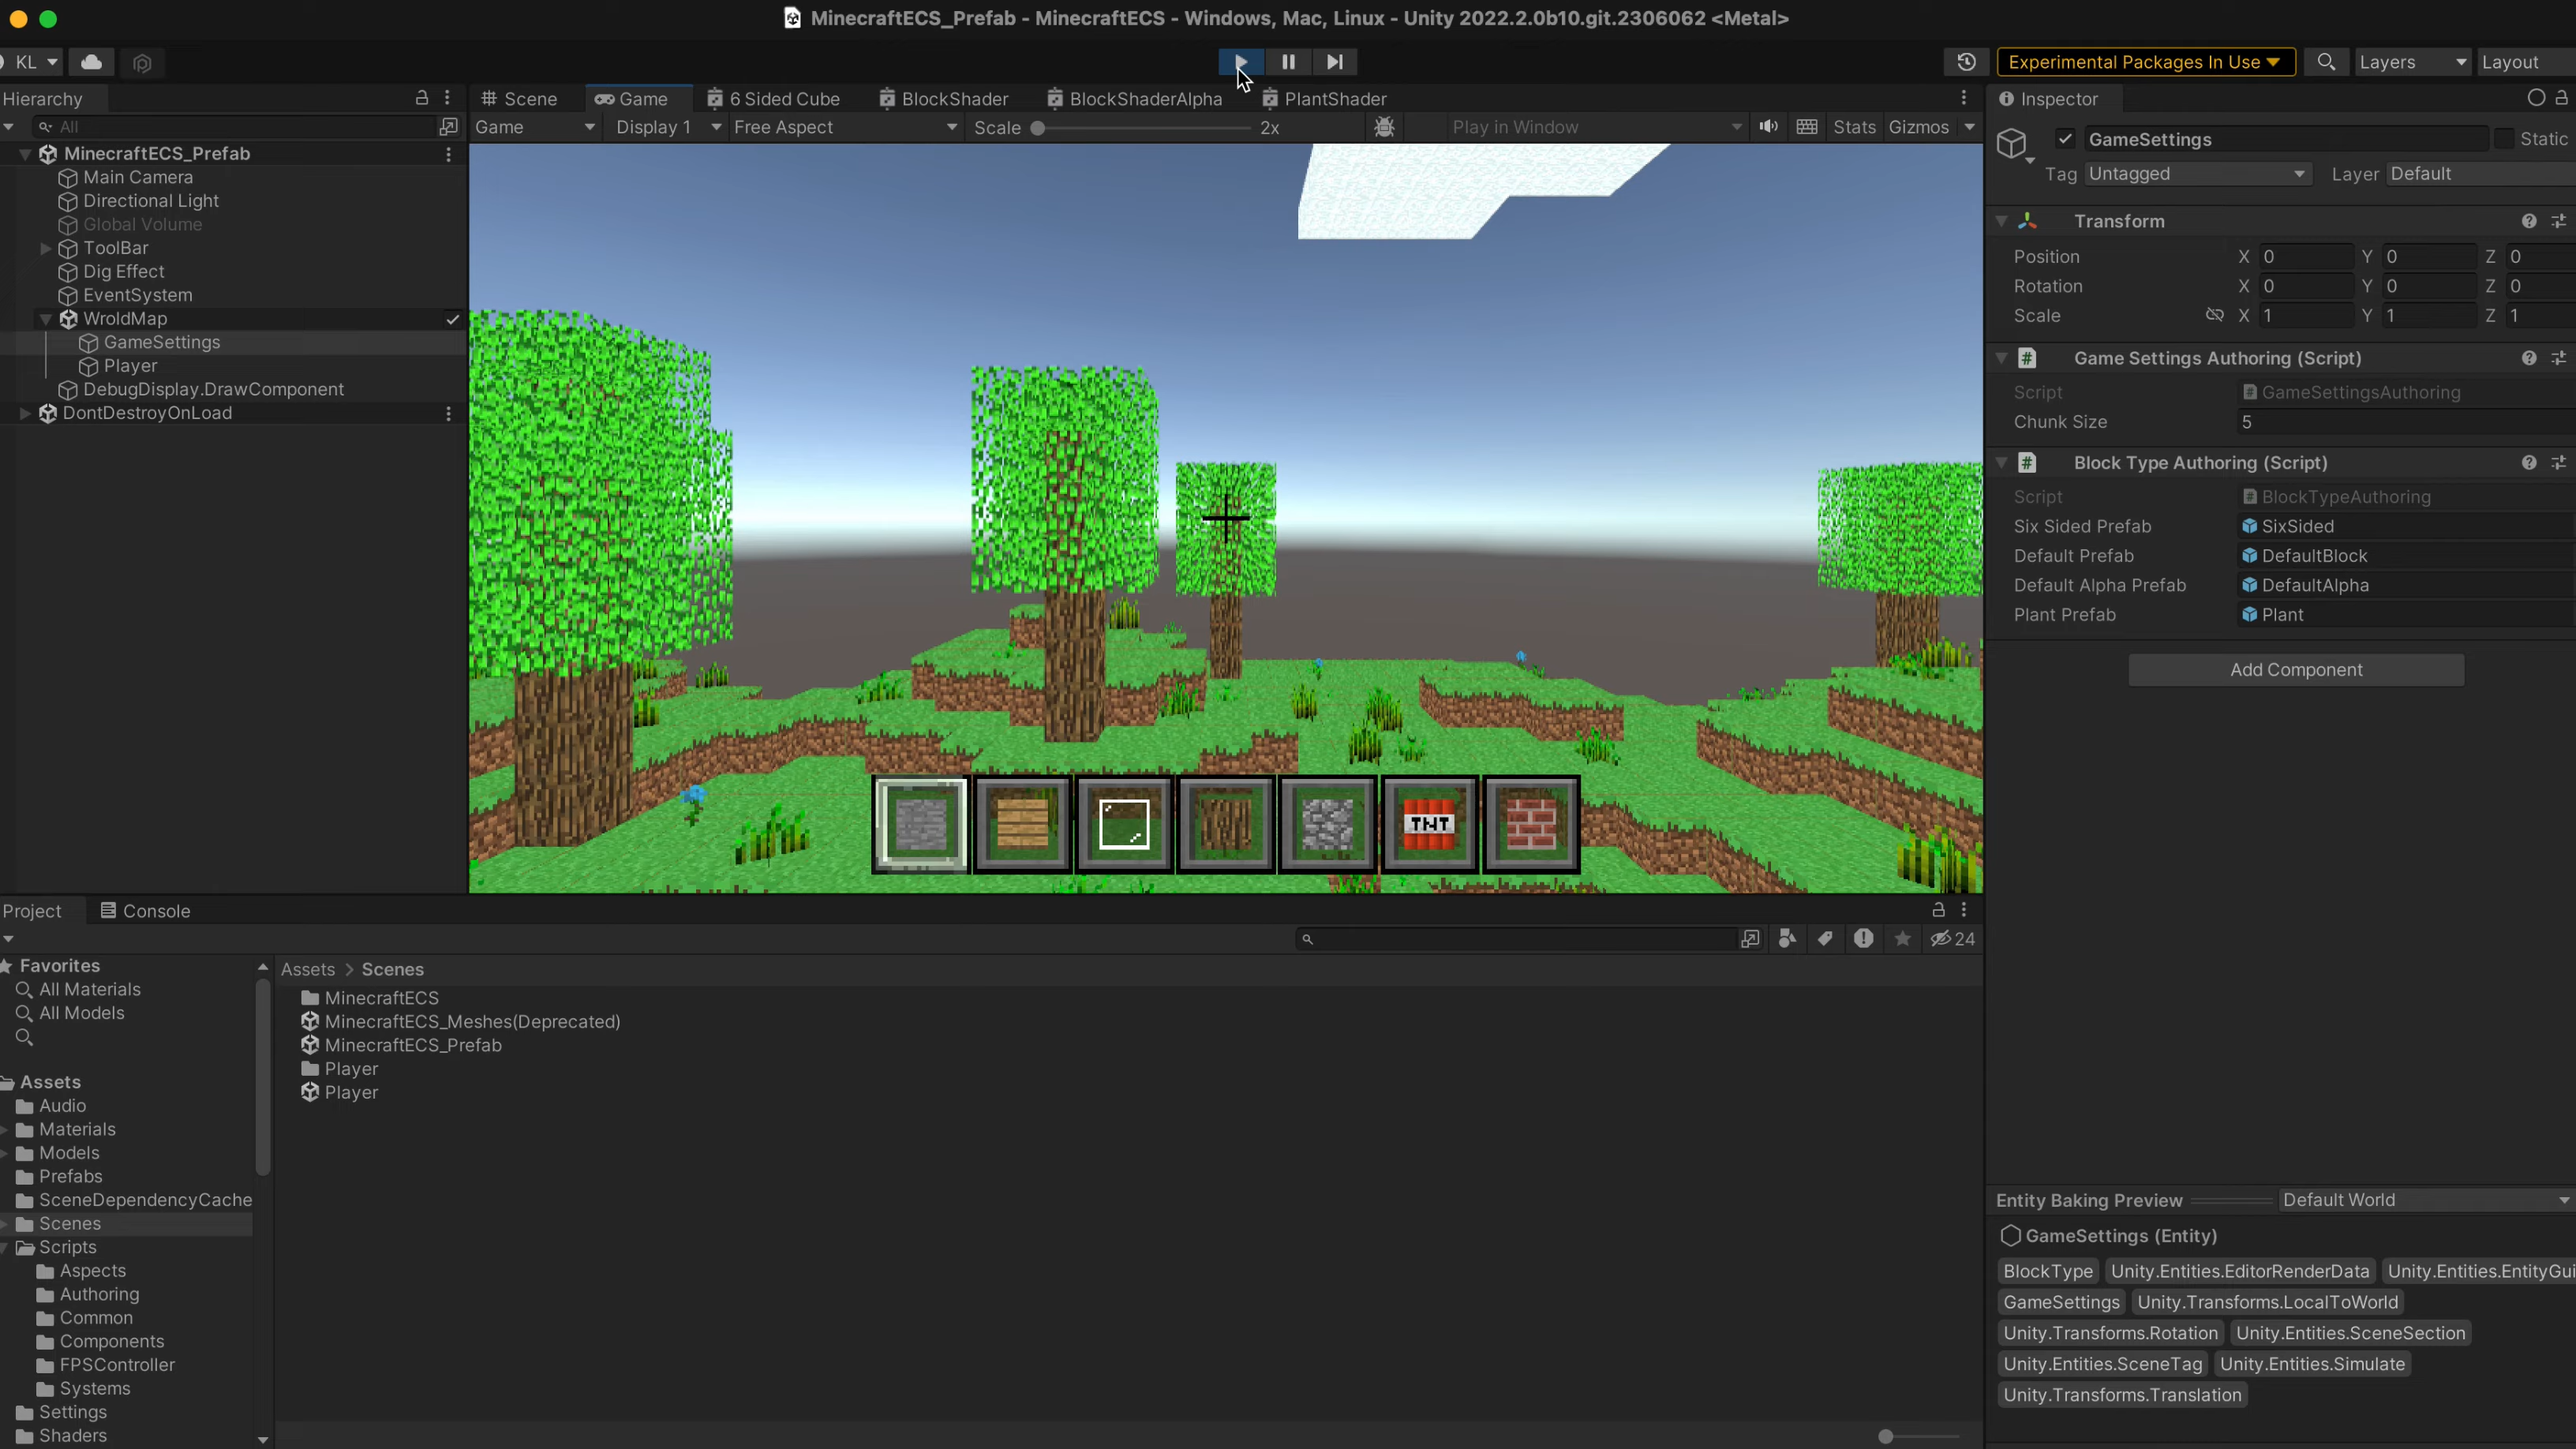 MinecraftECS_Prefab - MinecraftECS - Windows, Mac, Linux - Unity 2022.2.0b10.git.2306062 <Metal>
KL
Experimental Packages In Use
Layers
Layout
Hierarchy
All
MinecraftECS_Prefab
Main Camera
Directional Light
Global Volume
ToolBar
Dig Effect
EventSystem
WroldMap
GameSettings
Player
DebugDisplay.DrawComponent
DontDestroyOnLoad
Scene
Game
6 Sided Cube
BlockShader
BlockShaderAlpha
PlantShader
Game
Display 1
Free Aspect
Scale
2x
Play in Window
Stats
Gizmos
TNT
Inspector
GameSettings
Static
Tag Untagged
Layer Default
Transform
Position X 0 Y 0 Z 0
Rotation X 0 Y 0 Z 0
Scale X 1 Y 1 Z 1
Game Settings Authoring (Script)
Script GameSettingsAuthoring
Chunk Size 5
Block Type Authoring (Script)
Script BlockTypeAuthoring
Six Sided Prefab SixSided
Default Prefab DefaultBlock
Default Alpha Prefab DefaultAlpha
Plant Prefab Plant
Add Component
Project
Console
24
Favorites
All Materials
All Models
Assets
Audio
Materials
Models
Prefabs
SceneDependencyCache
Scenes
Scripts
Aspects
Authoring
Common
Components
FPSController
Systems
Settings
Shaders
Assets > Scenes
MinecraftECS
MinecraftECS_Meshes(Deprecated)
MinecraftECS_Prefab
Player
Player
Entity Baking Preview
Default World
GameSettings (Entity)
BlockType Unity.Entities.EditorRenderData Unity.Entities.EntityGui
GameSettings Unity.Transforms.LocalToWorld
Unity.Transforms.Rotation Unity.Entities.SceneSection
Unity.Entities.SceneTag Unity.Entities.Simulate
Unity.Transforms.Translation